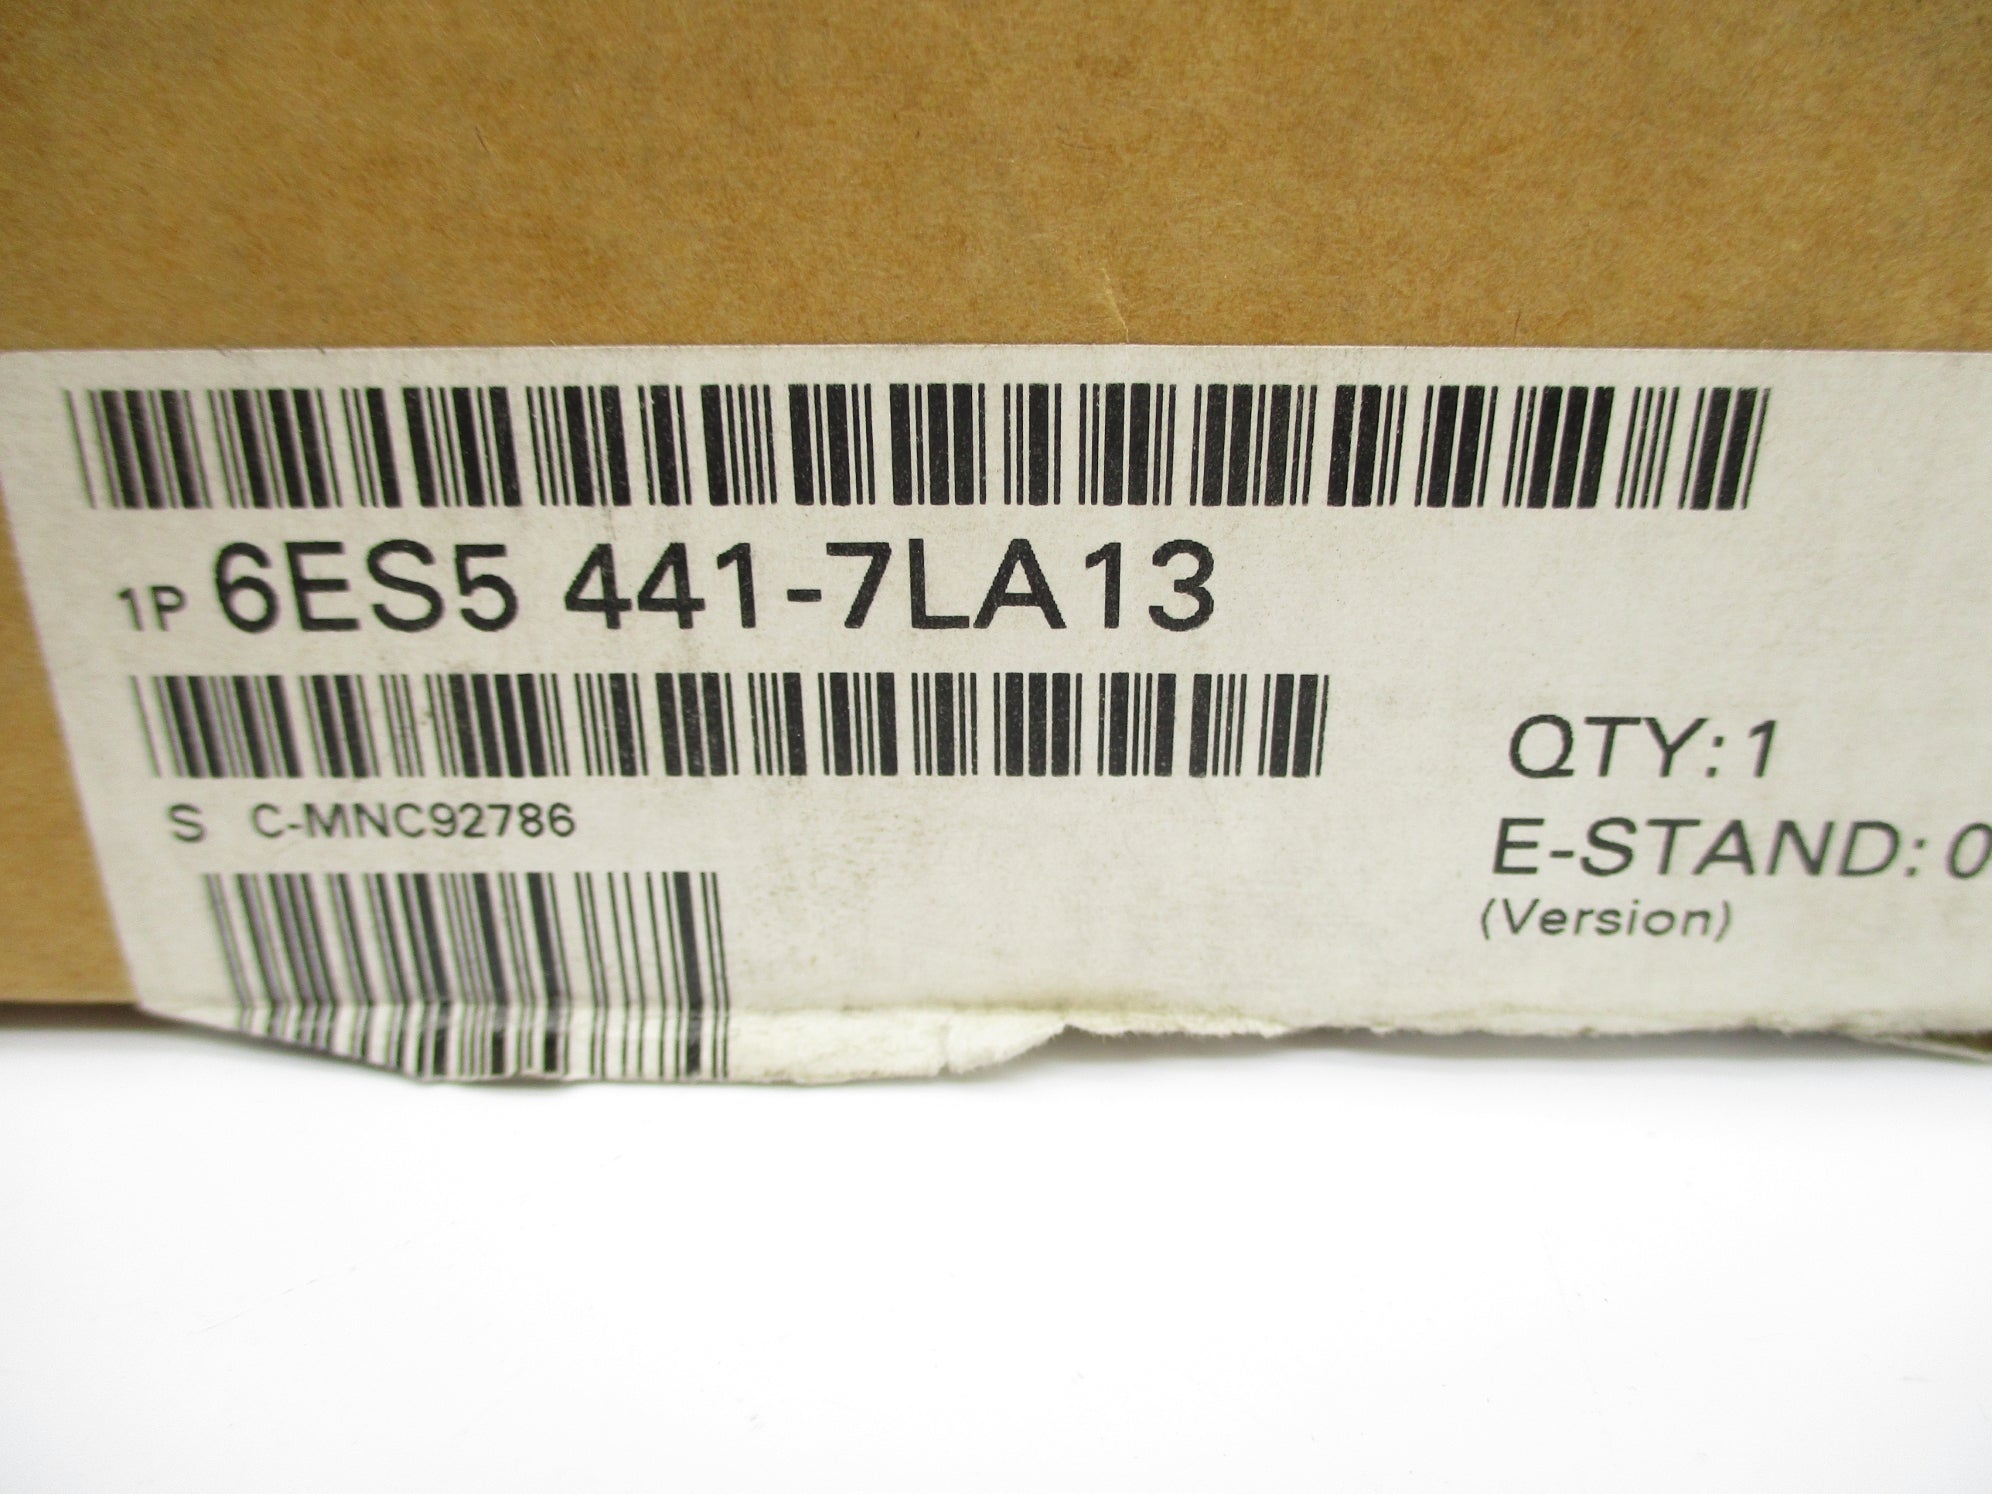 1P 6ES5 441-7LA13
S C-MNC92786
QTY:1
E-STAND:0
(Version)